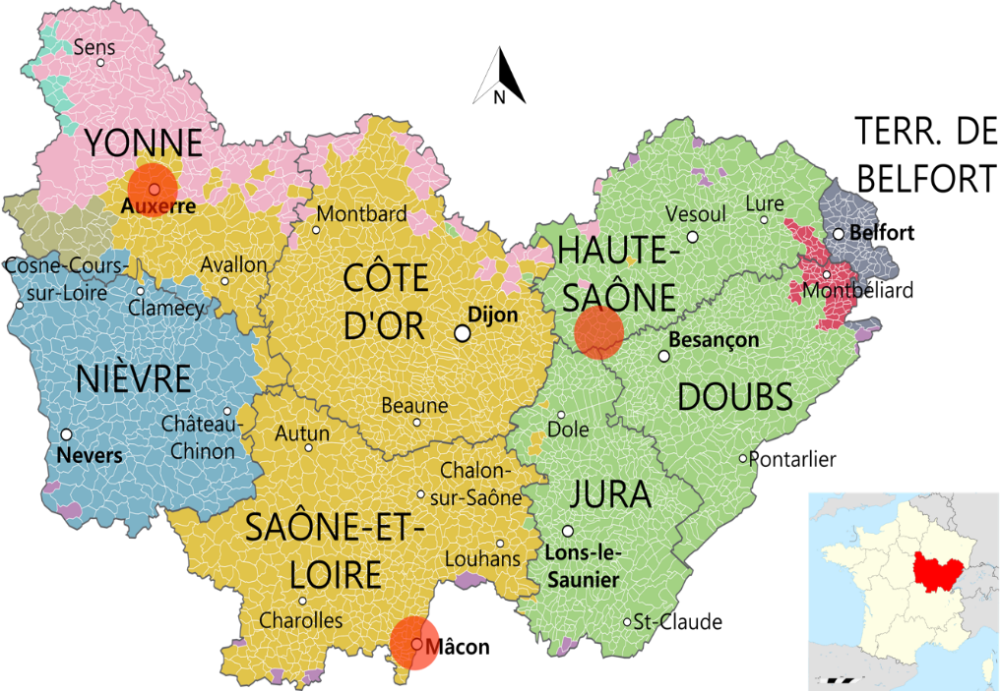 Sens
YONNE
TERR. DE
BELFORT
N
Auxerre
Montbard
Vesoul
Lure
Belfort
HAUTE-
SAÔNE
Cosne-Cours-
sur-Loire
Avallon
Clamecy
CÔTE
D'OR
Dijon
Montbéliard
Besançon
NIÈVRE
DOUBS
Beaune
Dole
Château-
Chinon
Autun
Nevers
Pontarlier
Chalon-
sur-Saône
JURA
SAÔNE-ET-
LOIRE
Louhans
Lons-le-
Saunier
Charolles
St-Claude
Mâcon